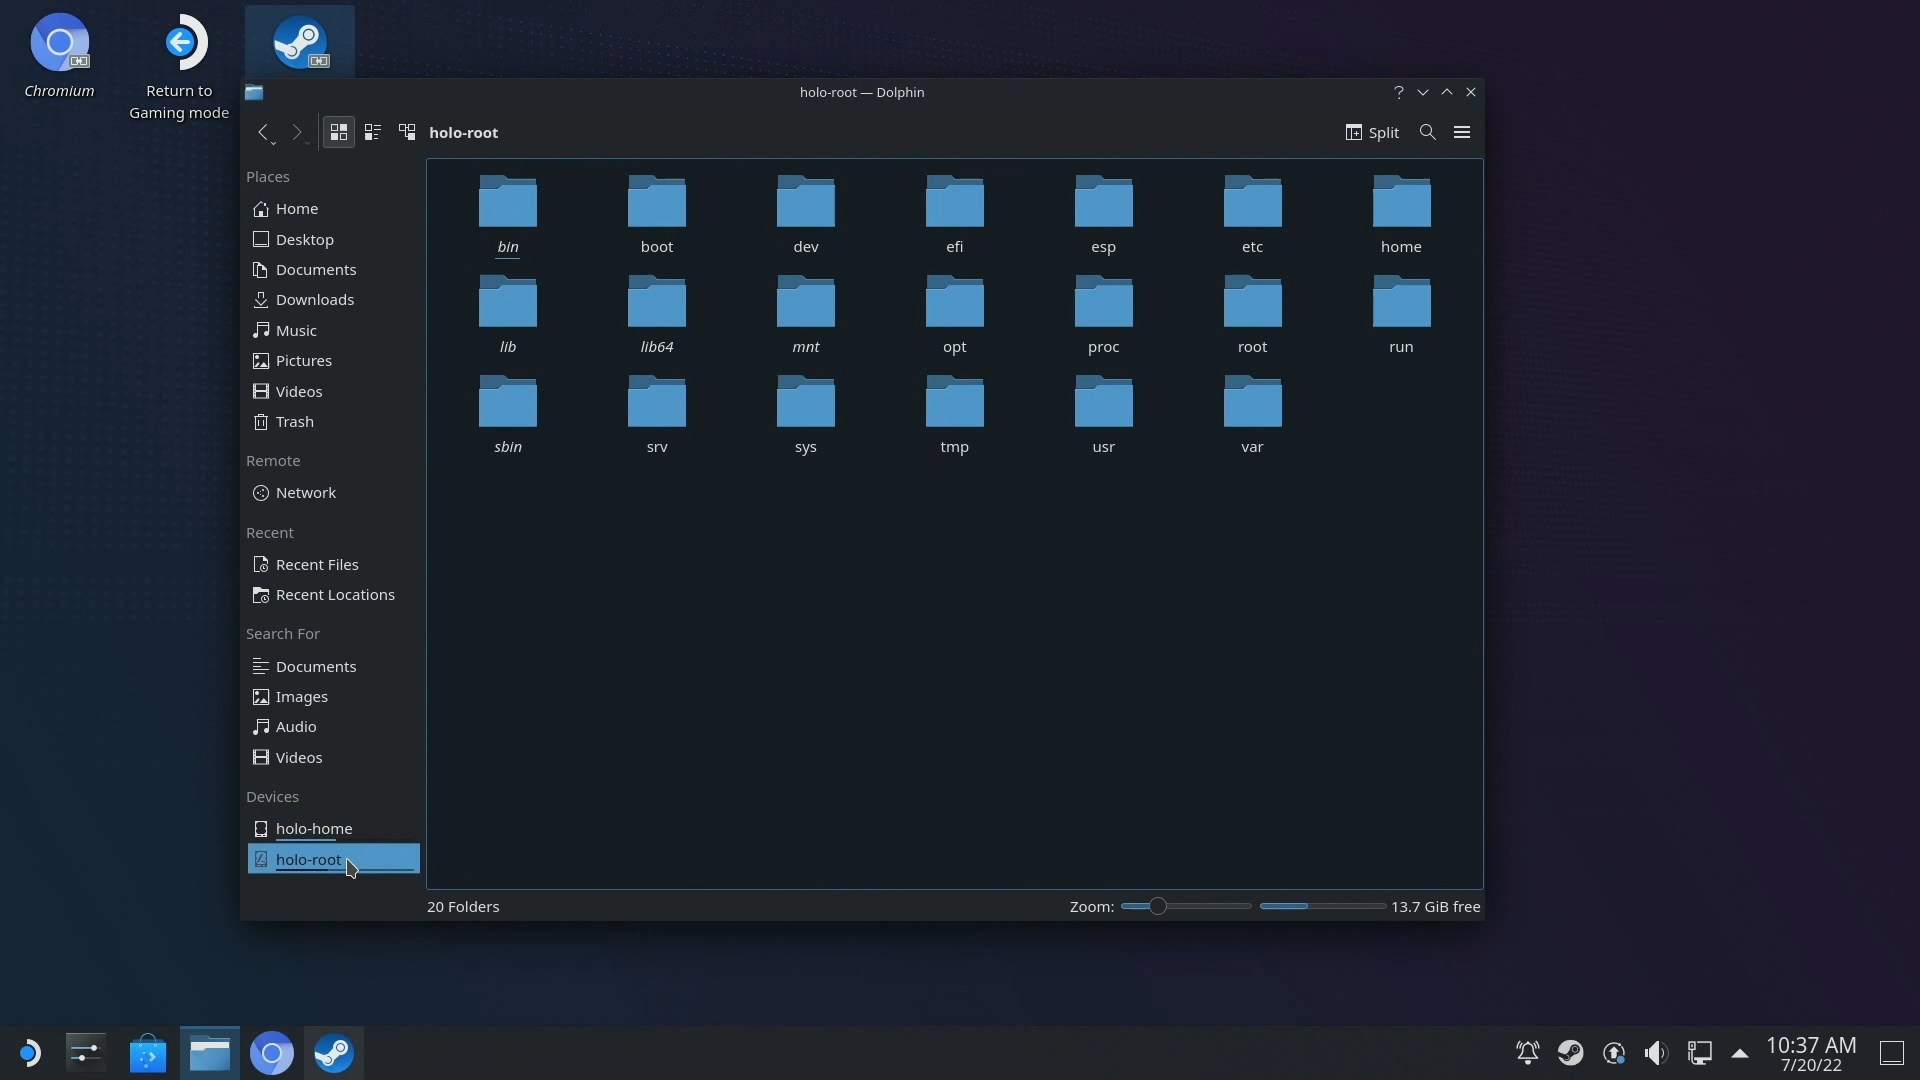 Chromium
Return to
Gaming mode
holo-root — Dolphin
holo-root
Split
Places
Home
Desktop
Documents
Downloads
Music
Pictures
Videos
Trash
Remote
Network
Recent
Recent Files
Recent Locations
Search For
Documents
Images
Audio
Videos
Devices
holo-home
holo-root
bin boot dev efi esp etc home
lib lib64 mnt opt proc root run
sbin srv sys tmp usr var
20 Folders
Zoom:
13.7 GiB free
10:37 AM
7/20/22